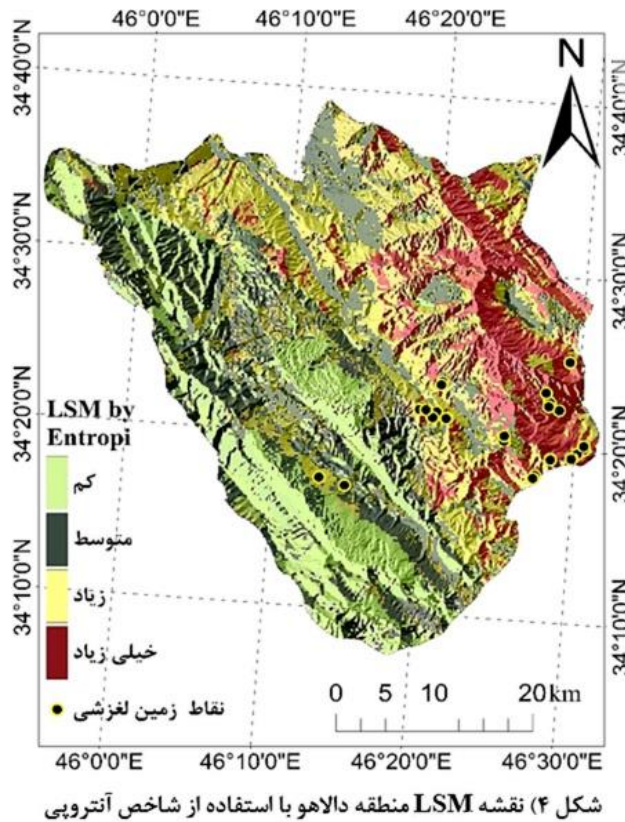 46°0'0"E 46°10'0"E 46°20'0"E
34°40'0"N
34°30'0"N
34°20'0"N
34°10'0"N
N
34°40'0"N
34°30'0"N
34°20'0"N
34°10'0"N
LSM by
Entropi
کم
متوسط
زیاد
خیلی زیاد
نقاط زمین لغزشی
0 5 10 20 km
46°0'0"E 46°10'0"E 46°20'0"E 46°30'0"E
شکل ۴) نقشه LSM منطقه دالاهو با استفاده از شاخص آنتروپی